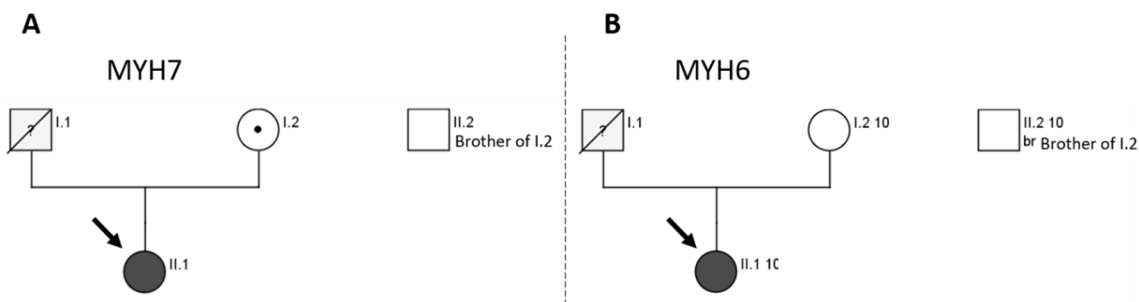 A
MYH7
?
I.1
I.2
II.2
Brother of I.2
II.1
B
MYH6
?
I.1
I.2 10
II.2 10
br Brother of I.2
II.1